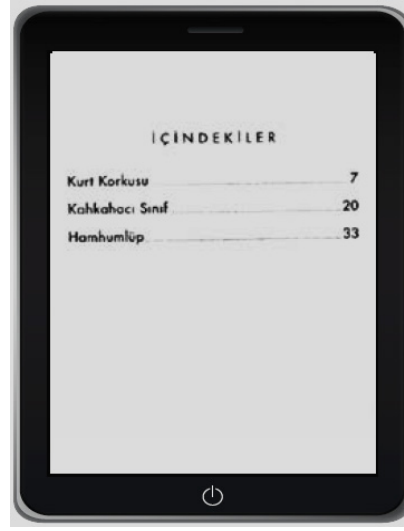 İÇİNDEKİLER
Kurt Korkusu 7
Kahkahacı Sınıf 20
Hamhumlüp 33